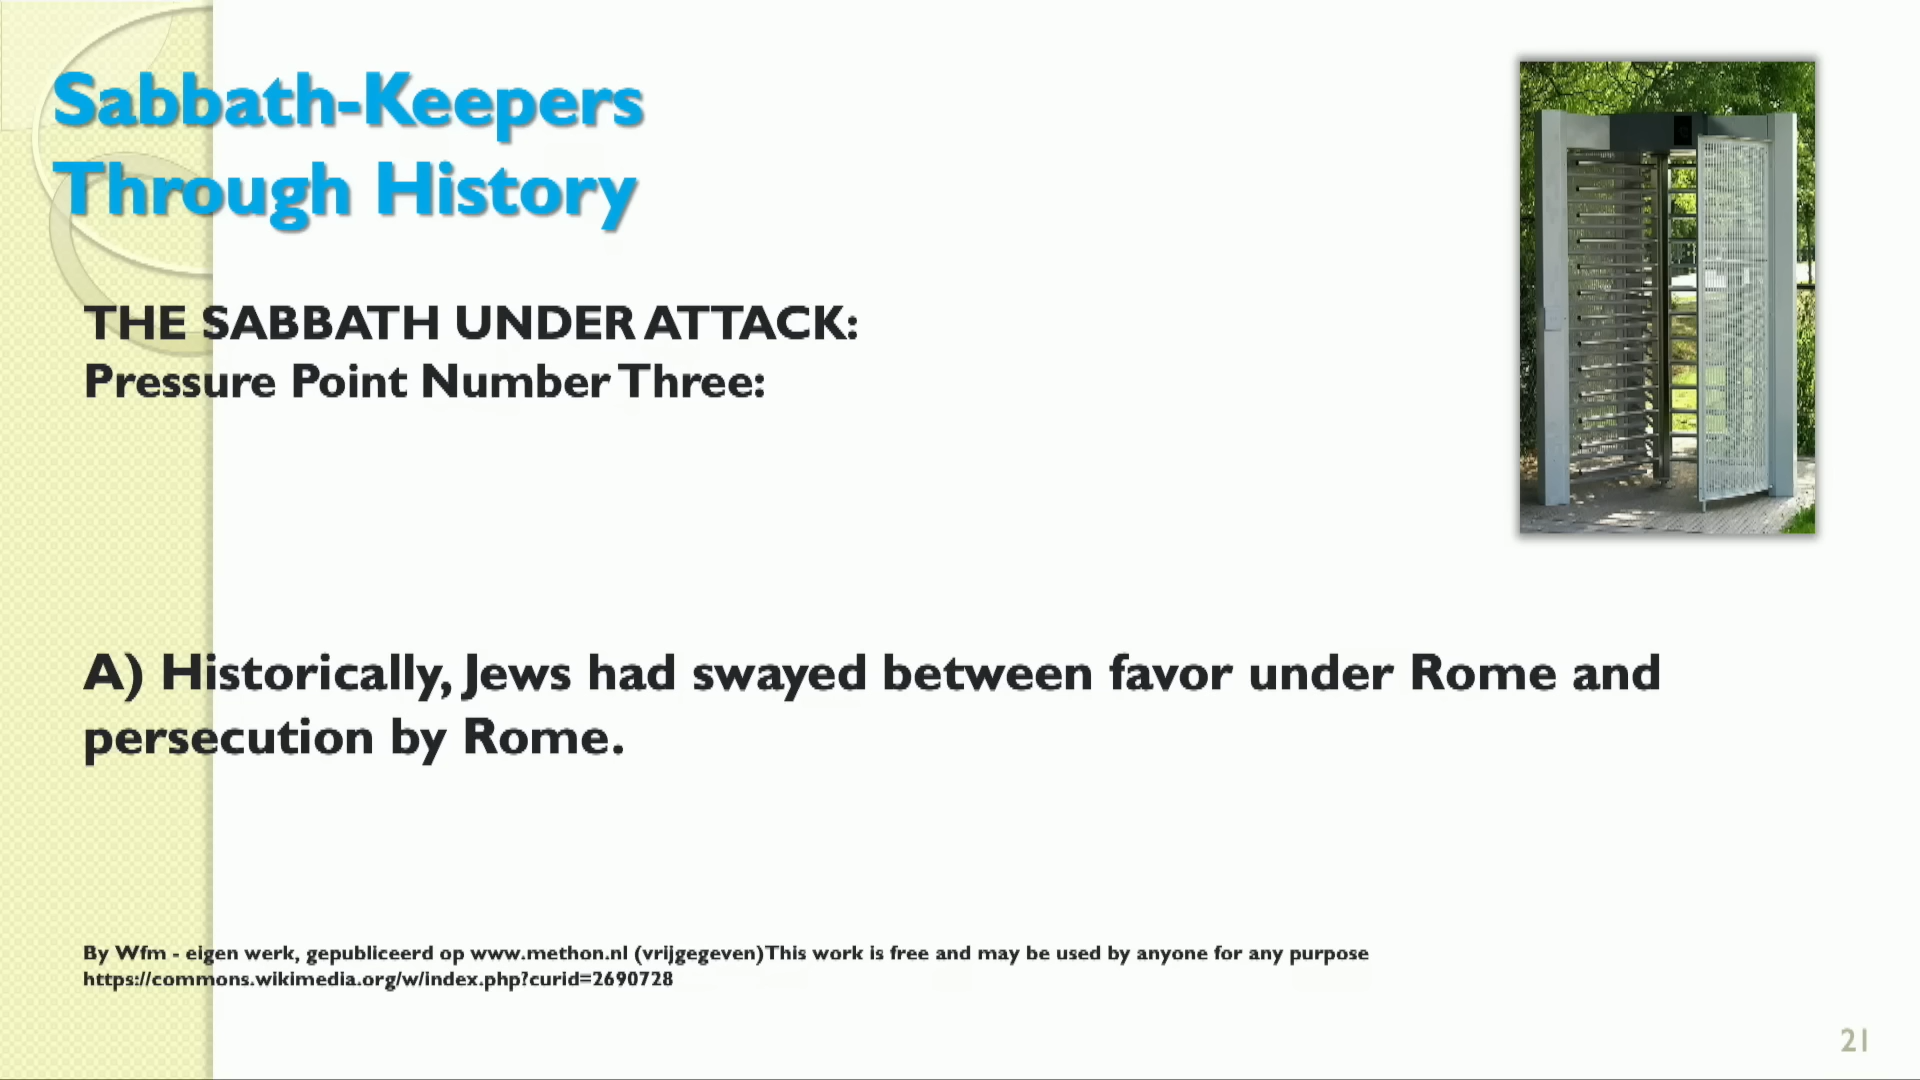 Sabbath-Keepers
Through History
THE SABBATH UNDER ATTACK:
Pressure Point Number Three:
A) Historically, Jews had swayed between favor under Rome and
persecution by Rome.
By Wfm - eigen werk, gepubliceerd op www.methon.nl (vrijgegeven)This work is free and may be used by anyone for any purpose
https://commons.wikimedia.org/w/index.php?curid=2690728
21